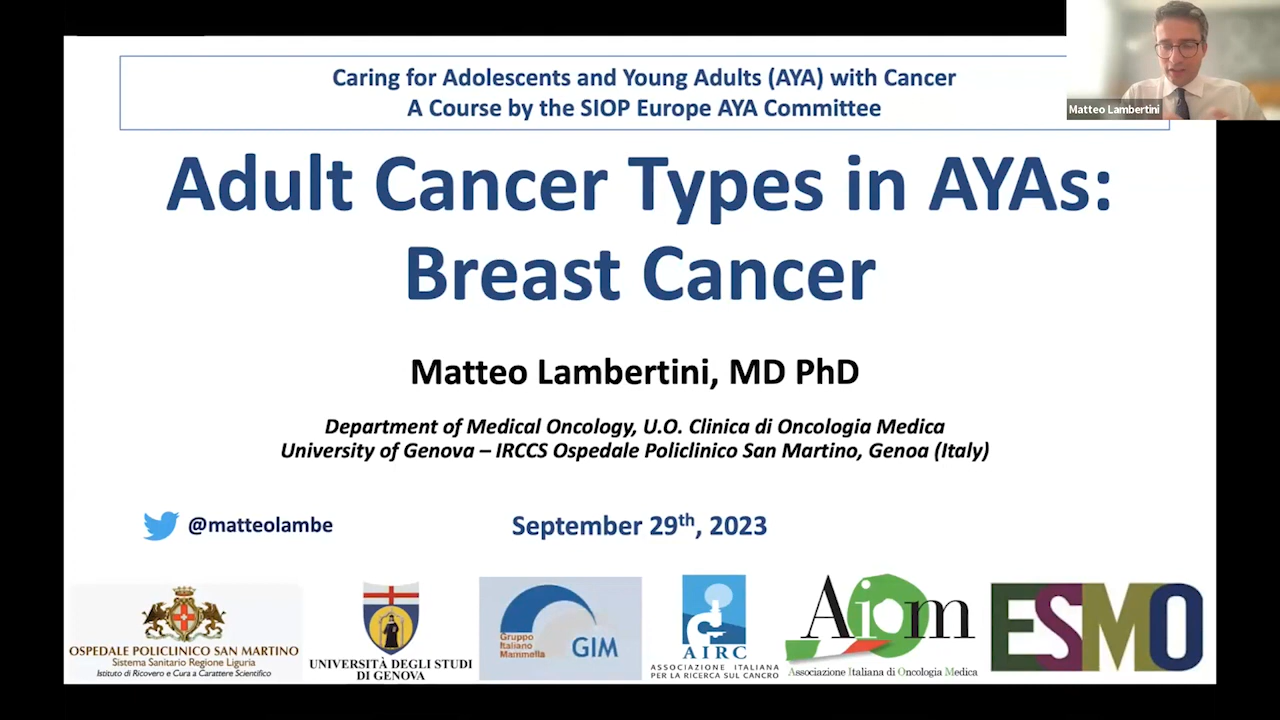 Caring for Adolescents and Young Adults (AYA) with Cancer
A Course by the SIOP Europe AYA Committee
Matteo Lambertini
Adult Cancer Types in AYAs:
Breast Cancer
Matteo Lambertini, MD PhD
Department of Medical Oncology, U.O. Clinica di Oncologia Medica
University of Genova – IRCCS Ospedale Policlinico San Martino, Genoa (Italy)
@matteolambe
September 29th, 2023
OSPEDALE POLICLINICO SAN MARTINO
Sistema Sanitario Regione Liguria
Istituto di Ricovero e Cura a Carattere Scientifico
UNIVERSITÀ DEGLI STUDI
DI GENOVA
Gruppo
Italiano
Mammella
GIM
AIRC
ASSOCIAZIONE ITALIANA
PER LA RICERCA SUL CANCRO
Aiom
Associazione Italiana di Oncologia Medica
ESMO